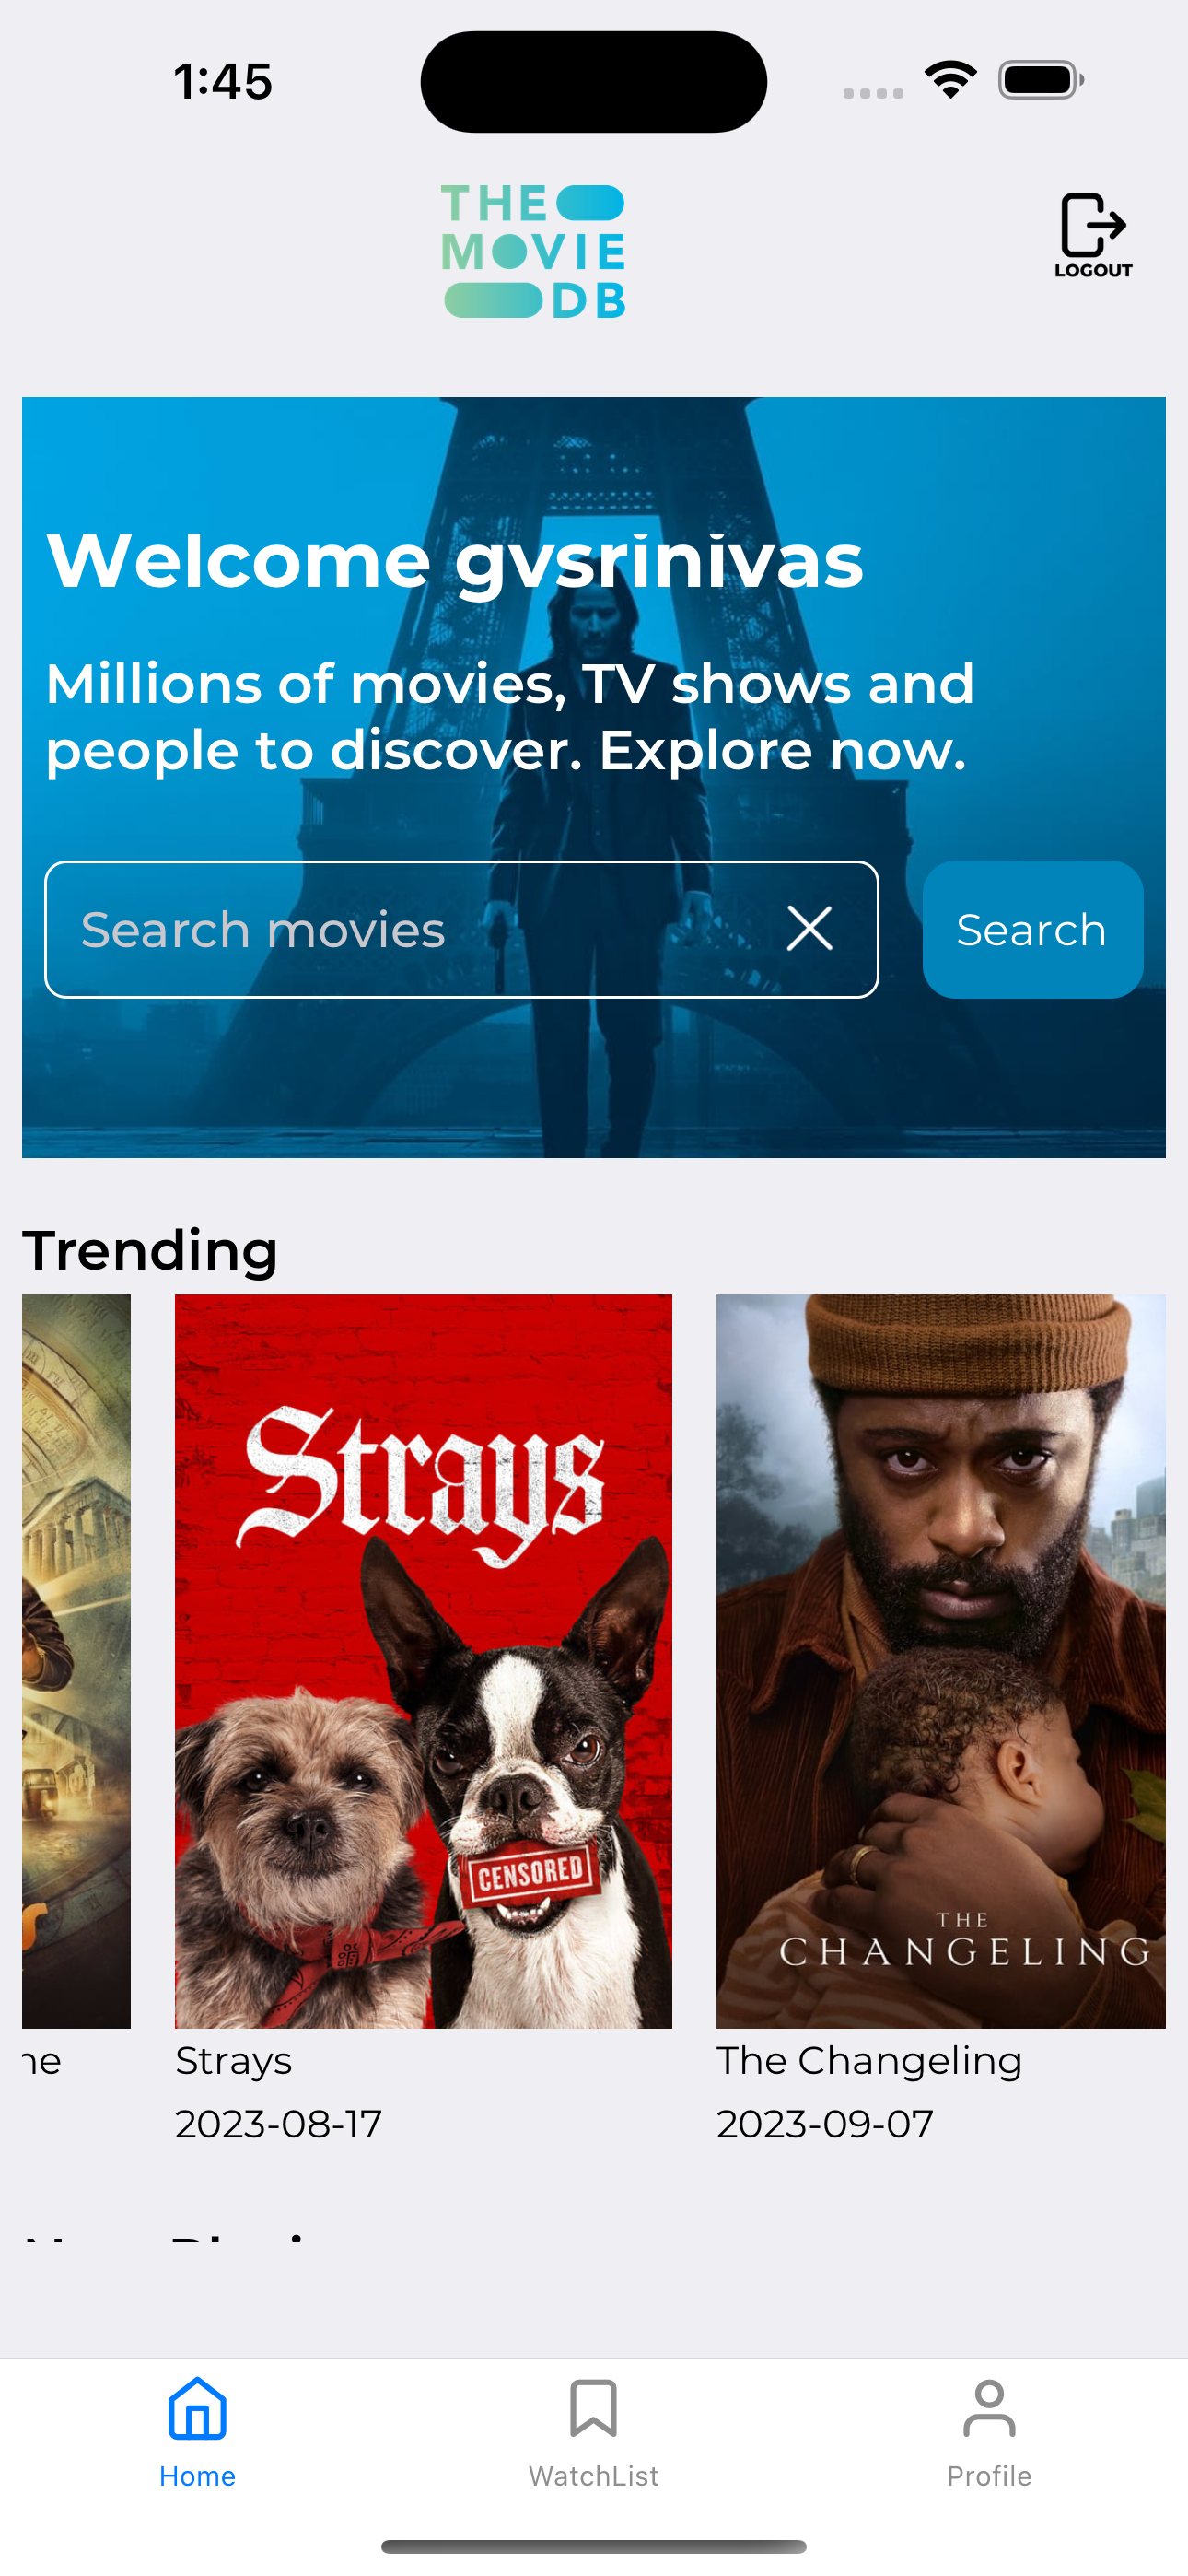 1:45
THE
MOVIE
DB
LOGOUT
Welcome gvsrinivas
Millions of movies, TV shows and
people to discover. Explore now.
Search movies
Search
Trending
Strays
CENSORED
THE
CHANGELING
Strays
The Changeling
2023-08-17
2023-09-07
Home
WatchList
Profile